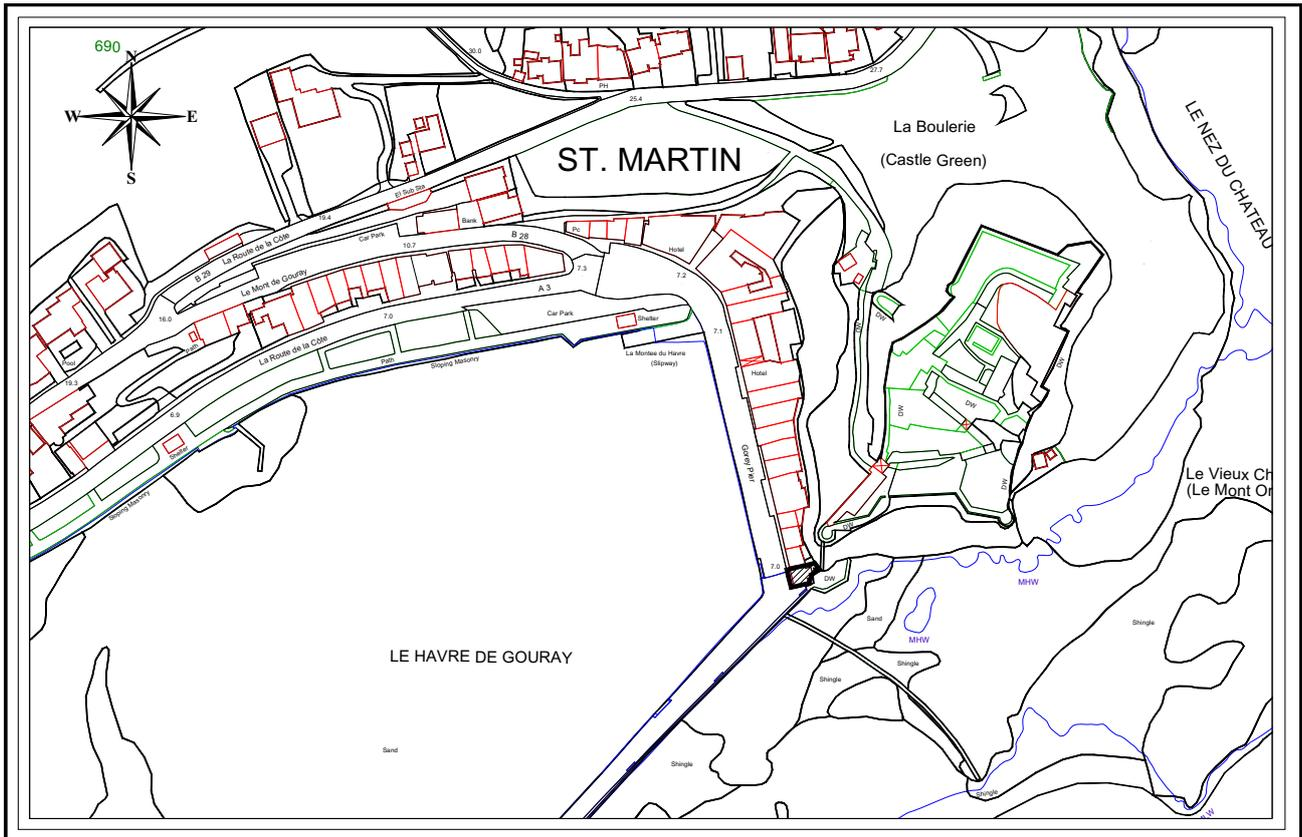 690
N
W
E
S
30.0
PH
27.7
25.4
La Boulerie
(Castle Green)
LE NEZ DU CHATEAU
ST. MARTIN
El Sub Sta
19.4
Bank
Car Park
B 28
Pc
Hotel
La Route de la Côte
B 29
10.7
7.3
7.2
Le Mont de Gouray
A 3
16.0
7.0
Car Park
Shelter
7.1
DW
DW
DW
Path
La Route de la Côte
La Montee du Havre
(Slipway)
Pool
Path
Sloping Masonry
Hotel
19.3
6.9
DW
DW
Shelter
Gorey Pier
Le Vieux Ch
(Le Mont Or
DW
Sloping Masonry
DW
7.0
DW
MHW
Sand
MHW
Shingle
LE HAVRE DE GOURAY
Shingle
Shingle
Sand
Shingle
Shingle
LW